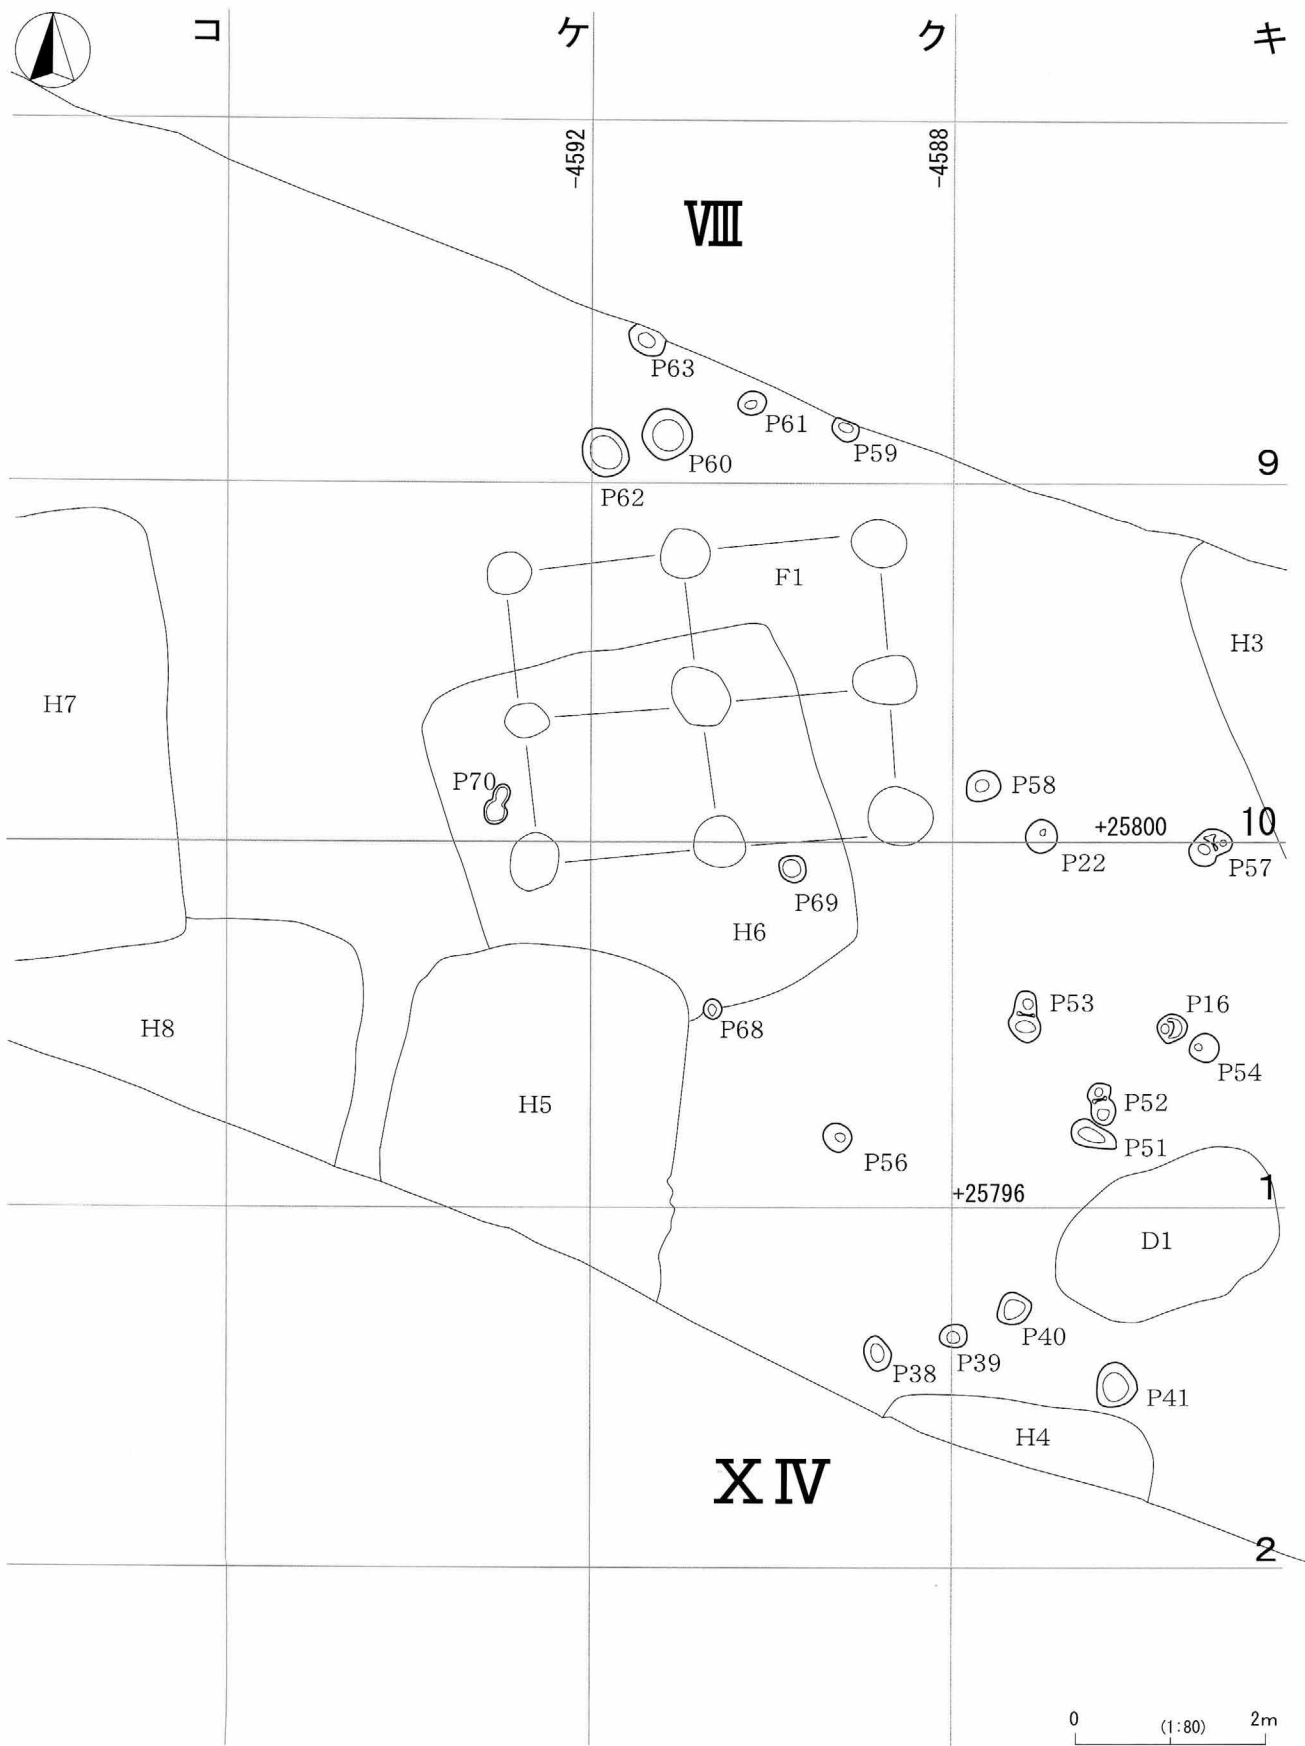 コ ケ ク キ
-4592 -4588
VIII
P63
P61
P59
P60
9
P62
F1
H3
H7
P70
P58
+25800 10
P22 P57
P69
H6
P53 P16
P68
H8
P54
H5
P52
P51
P56
+25796 1
D1
P40
P39
P38
P41
H4
XIV
2
0 (1:80) 2m